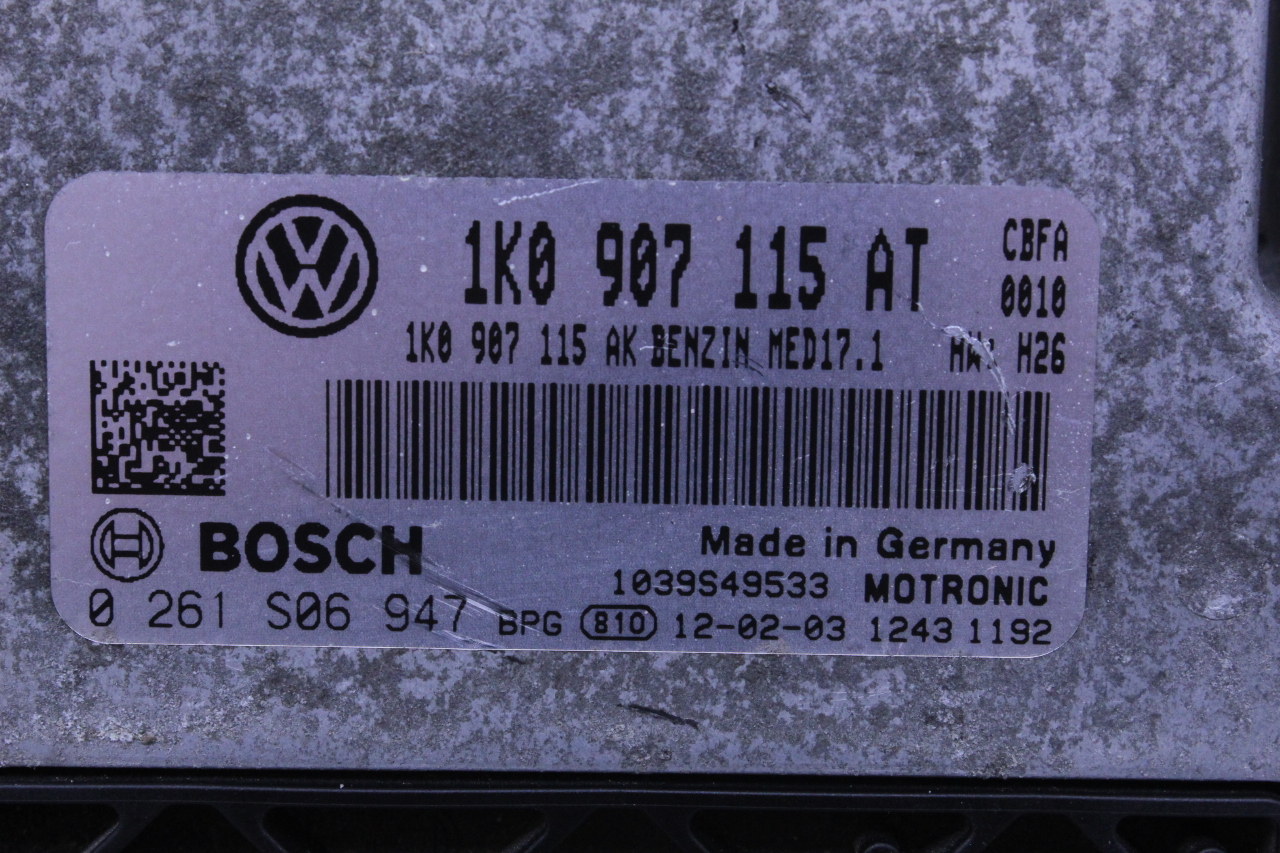 1K0 907 115 AT CBFA
0010
1K0 907 115 AK BENZIN MED17.1 HW: H26
BOSCH
Made in Germany
1039S49533 MOTRONIC
0 261 S06 947 BPG 810 12-02-03 1243 1192